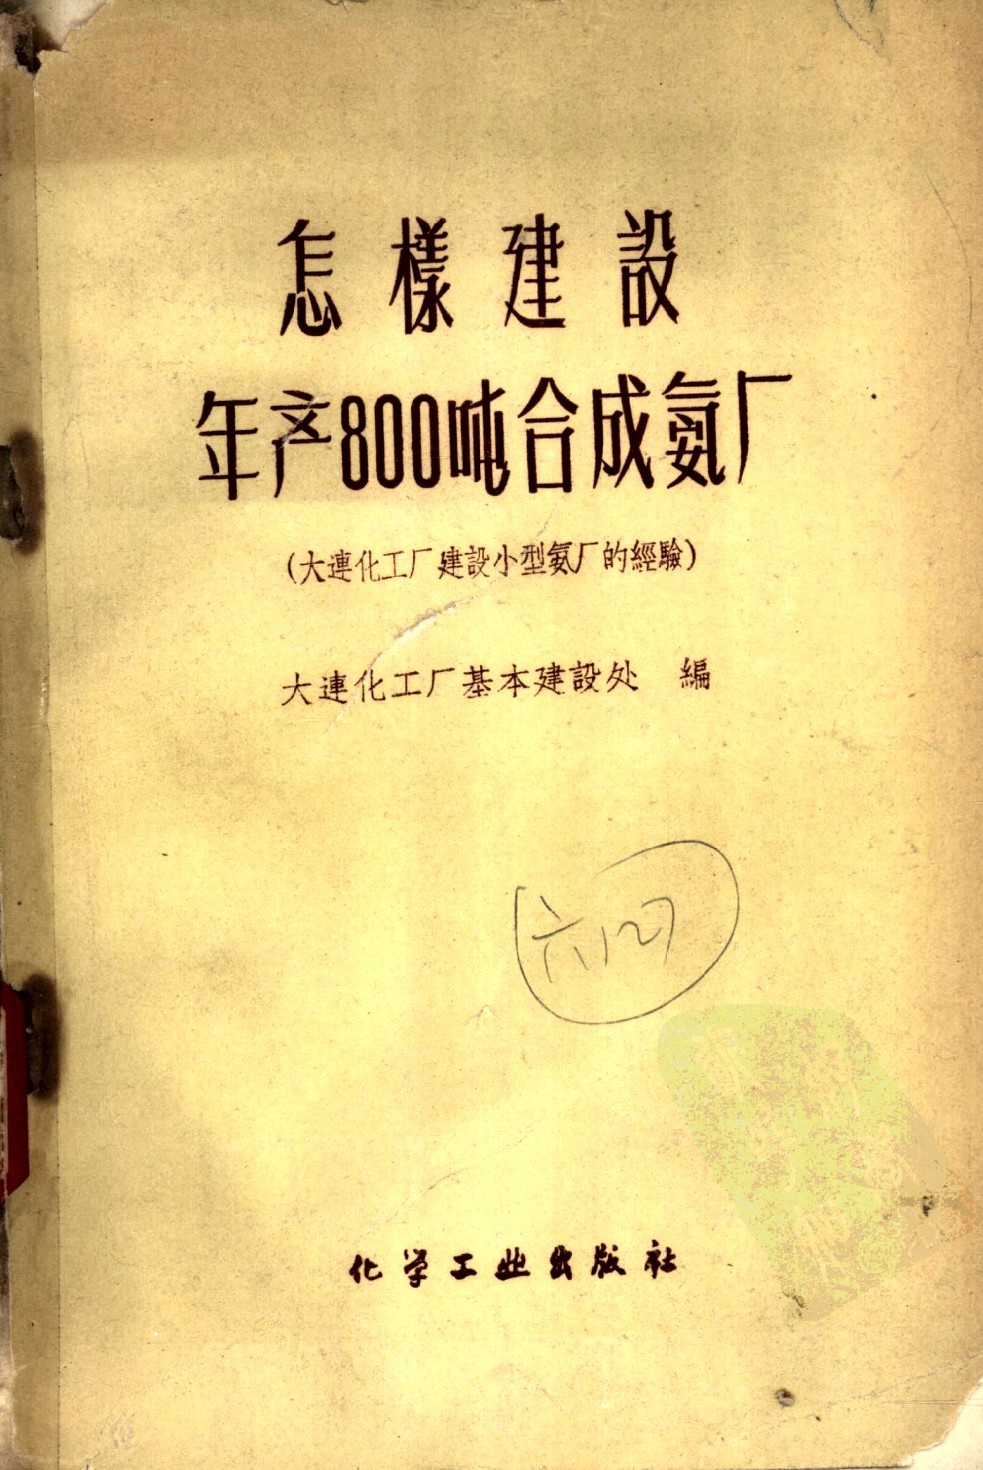 怎樣建設
年产800吨合成氨厂
(大連化工厂建設小型氨厂的經驗)
大連化工厂基本建設处 編
化学工业出版社